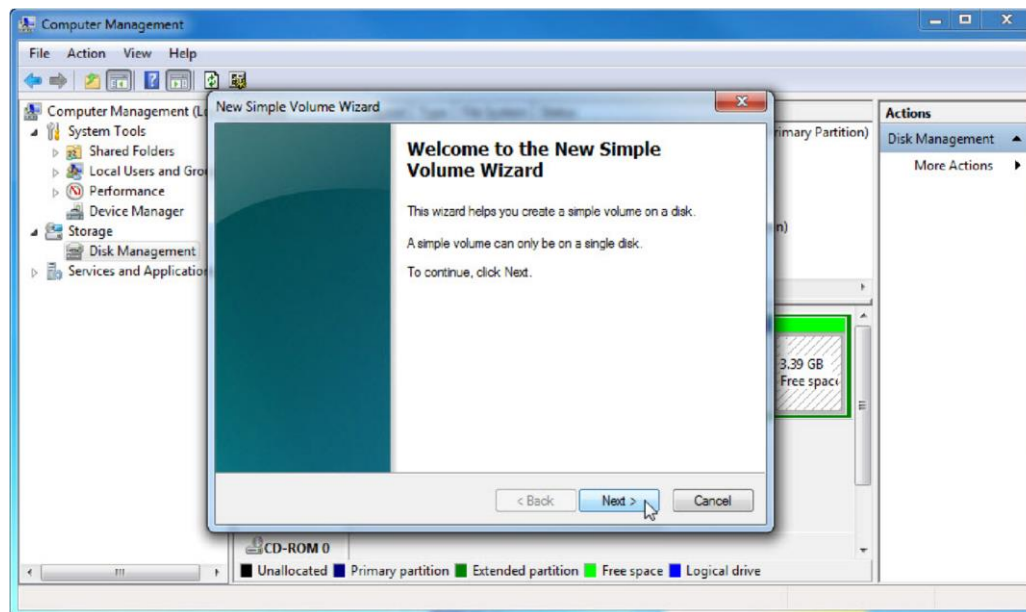 Computer Management
File Action View Help
Computer Management (L
System Tools
Shared Folders
Local Users and Gro
Performance
Device Manager
Storage
Disk Management
Services and Application
New Simple Volume Wizard
Welcome to the New Simple
Volume Wizard
This wizard helps you create a simple volume on a disk.
A simple volume can only be on a single disk.
To continue, click Next.
< Back Next > Cancel
rimary Partition)
n)
3.39 GB
Free space
CD-ROM 0
Unallocated Primary partition Extended partition Free space Logical drive
Actions
Disk Management
More Actions